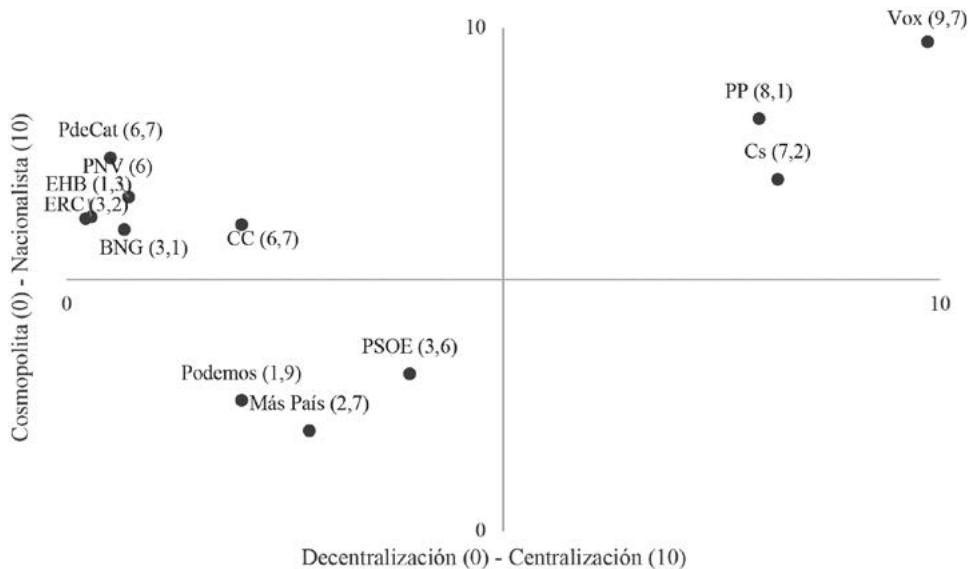 Vox (9,7)
10
PP (8,1)
PdeCat (6,7)
Cs (7,2)
PNV (6)
EHB (1,3)
ERC (3,2)
CC (6,7)
BNG (3,1)
Cosmopolita (0) - Nacionalista (10)
0
10
PSOE (3,6)
Podemos (1,9)
Más País (2,7)
0
Decentralización (0) - Centralización (10)